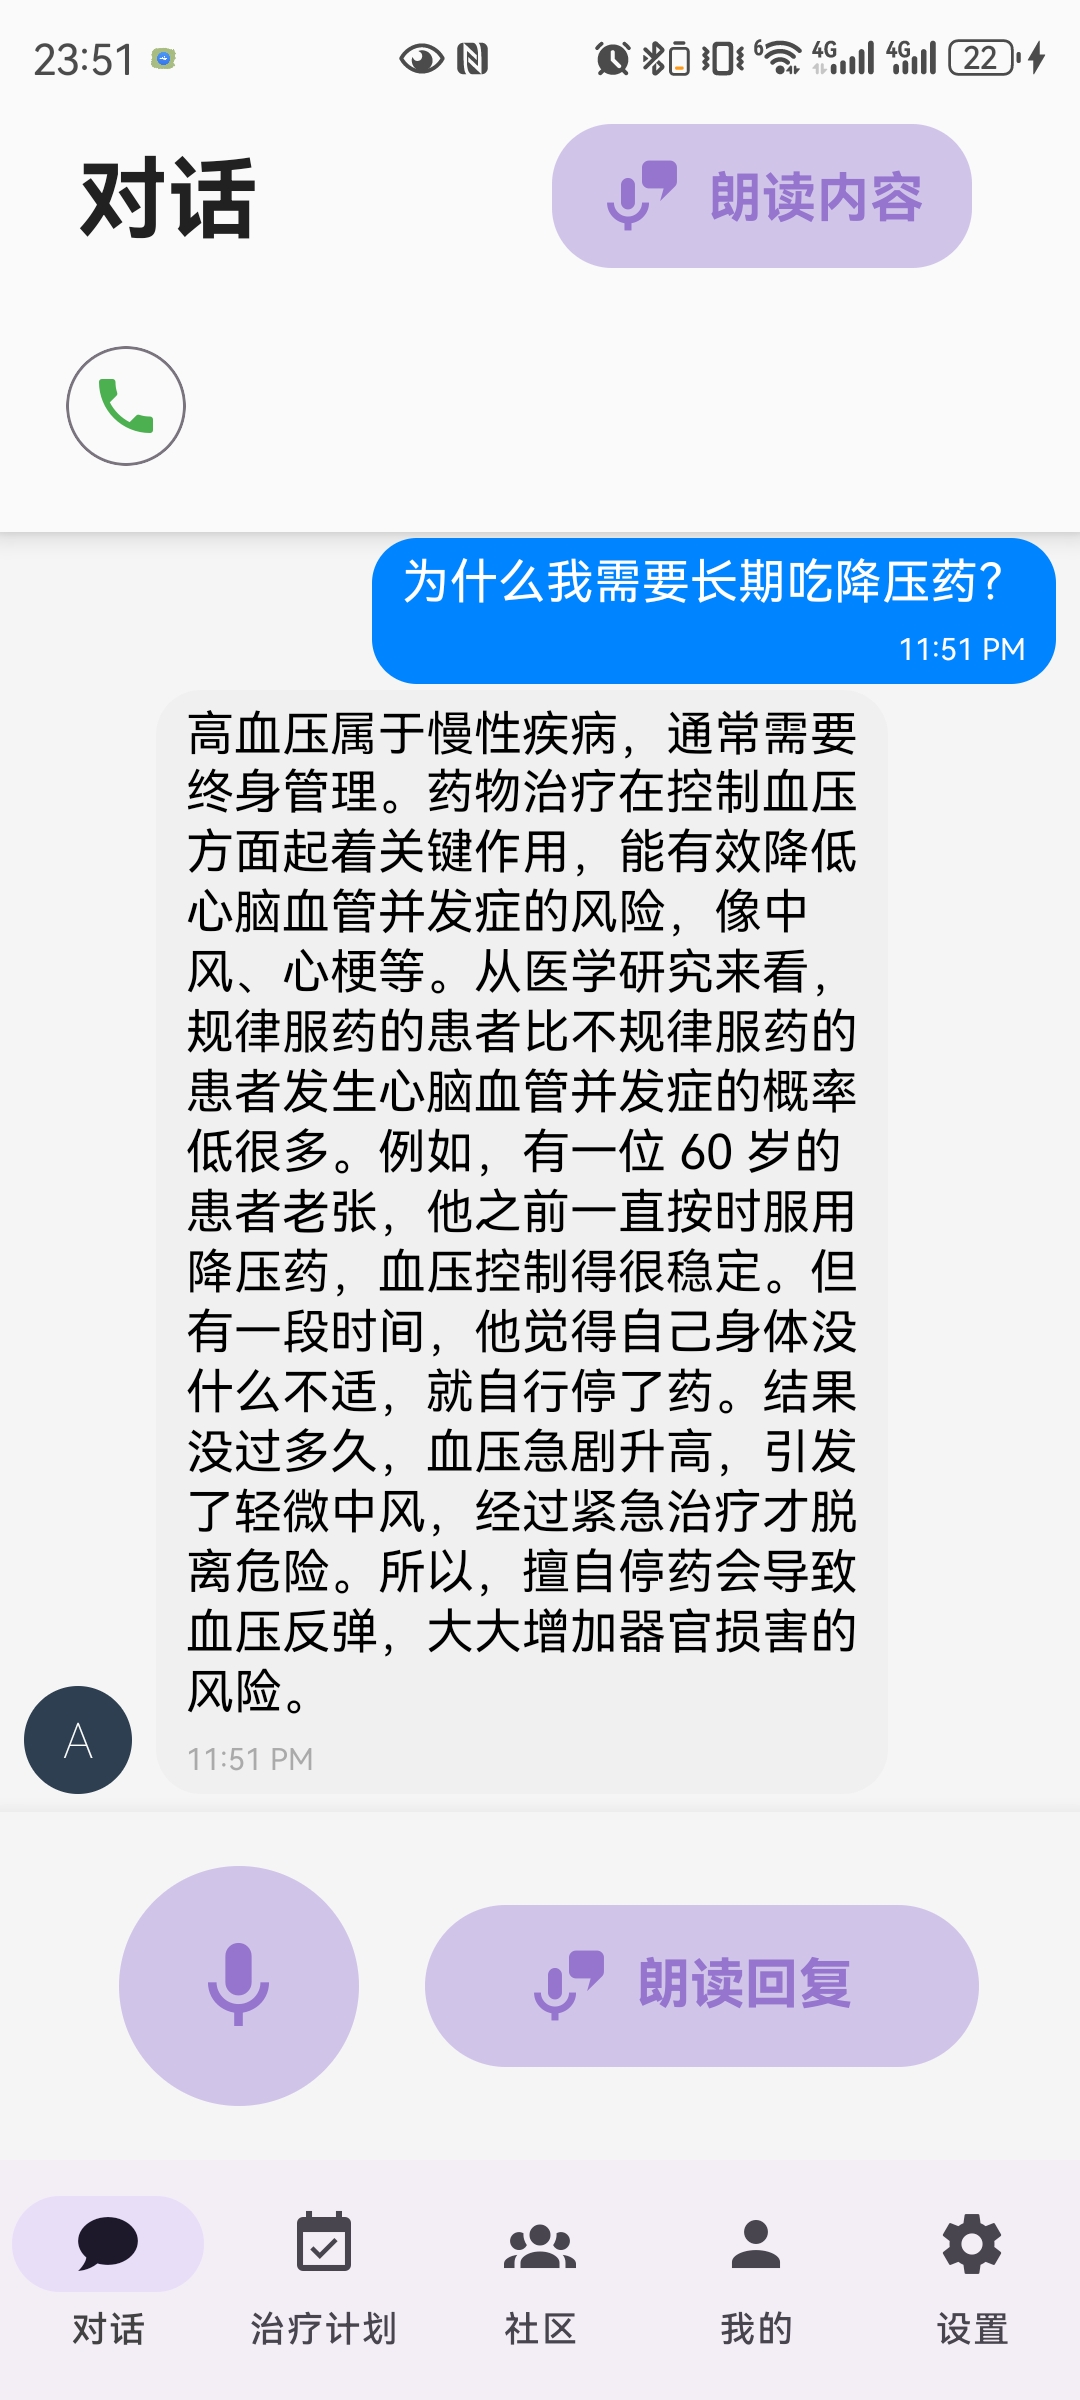 23:51
6
4G
4G
22
对话
朗读内容
为什么我需要长期吃降压药？
11:51 PM
高血压属于慢性疾病，通常需要
终身管理。药物治疗在控制血压
方面起着关键作用，能有效降低
心脑血管并发症的风险，像中
风、心梗等。从医学研究来看，
规律服药的患者比不规律服药的
患者发生心脑血管并发症的概率
低很多。例如，有一位 60 岁的
患者老张，他之前一直按时服用
降压药，血压控制得很稳定。但
有一段时间，他觉得自己身体没
什么不适，就自行停了药。结果
没过多久，血压急剧升高，引发
了轻微中风，经过紧急治疗才脱
离危险。所以，擅自停药会导致
血压反弹，大大增加器官损害的
风险。
A
11:51 PM
朗读回复
对话
治疗计划
社区
我的
设置